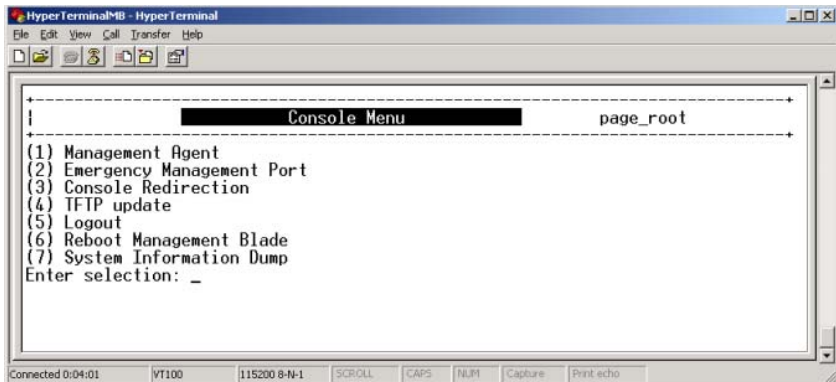 HyperTerminalMB - HyperTerminal
File Edit View Call Transfer Help
Console Menu page_root
(1) Management Agent
(2) Emergency Management Port
(3) Console Redirection
(4) TFTP update
(5) Logout
(6) Reboot Management Blade
(7) System Information Dump
Enter selection: _
Connected 0:04:01 VT100 115200 8-N-1 SCROLL CAPS NUM Capture Print echo